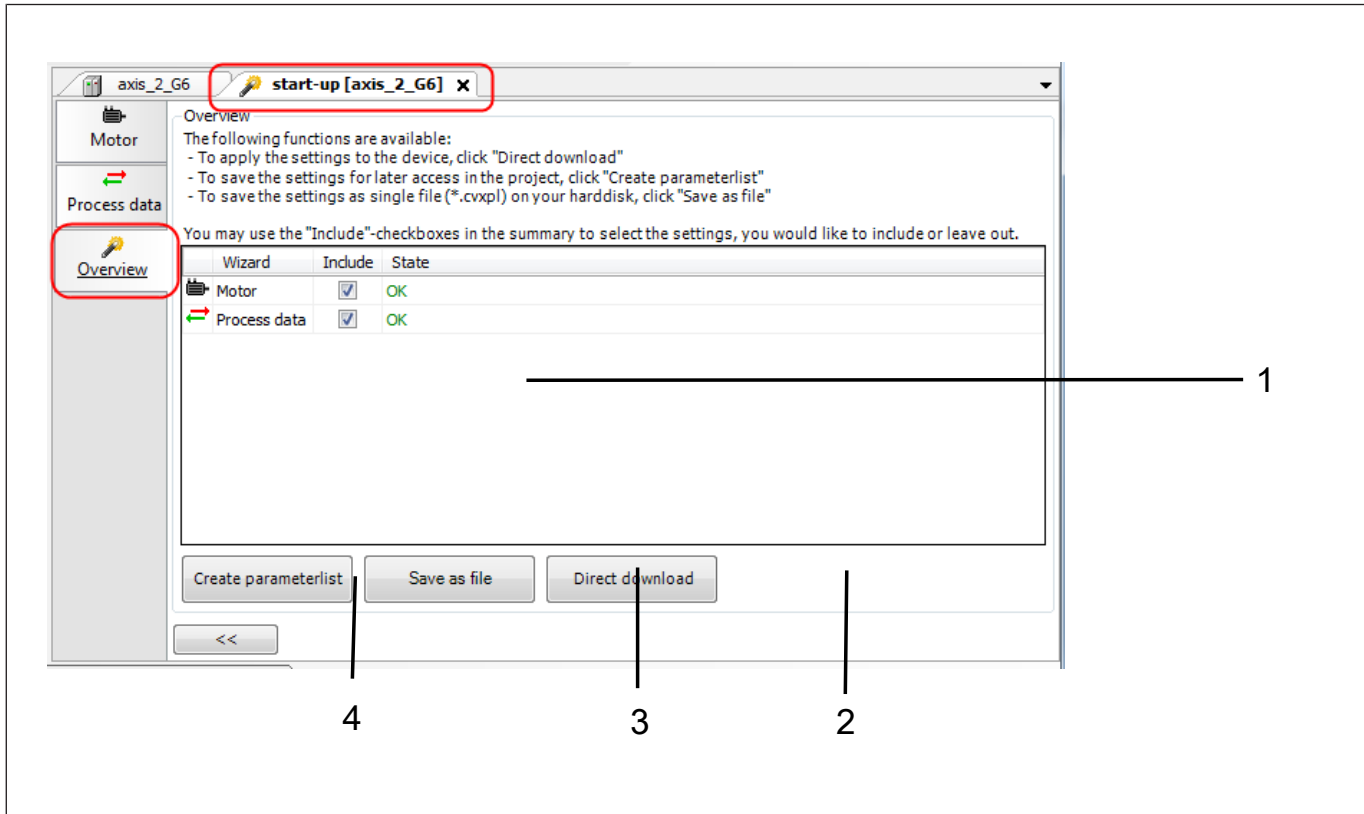 axis_2_G6
start-up [axis_2_G6] x
Motor
Process data
Overview
Overview
The following functions are available:
- To apply the settings to the device, click "Direct download"
- To save the settings for later access in the project, click "Create parameterlist"
- To save the settings as single file (*.cvxpl) on your harddisk, click "Save as file"
You may use the "Include"-checkboxes in the summary to select the settings, you would like to include or leave out.
Wizard Include State
Motor OK
Process data OK
1
Create parameterlist Save as file Direct download
<<
4 3 2